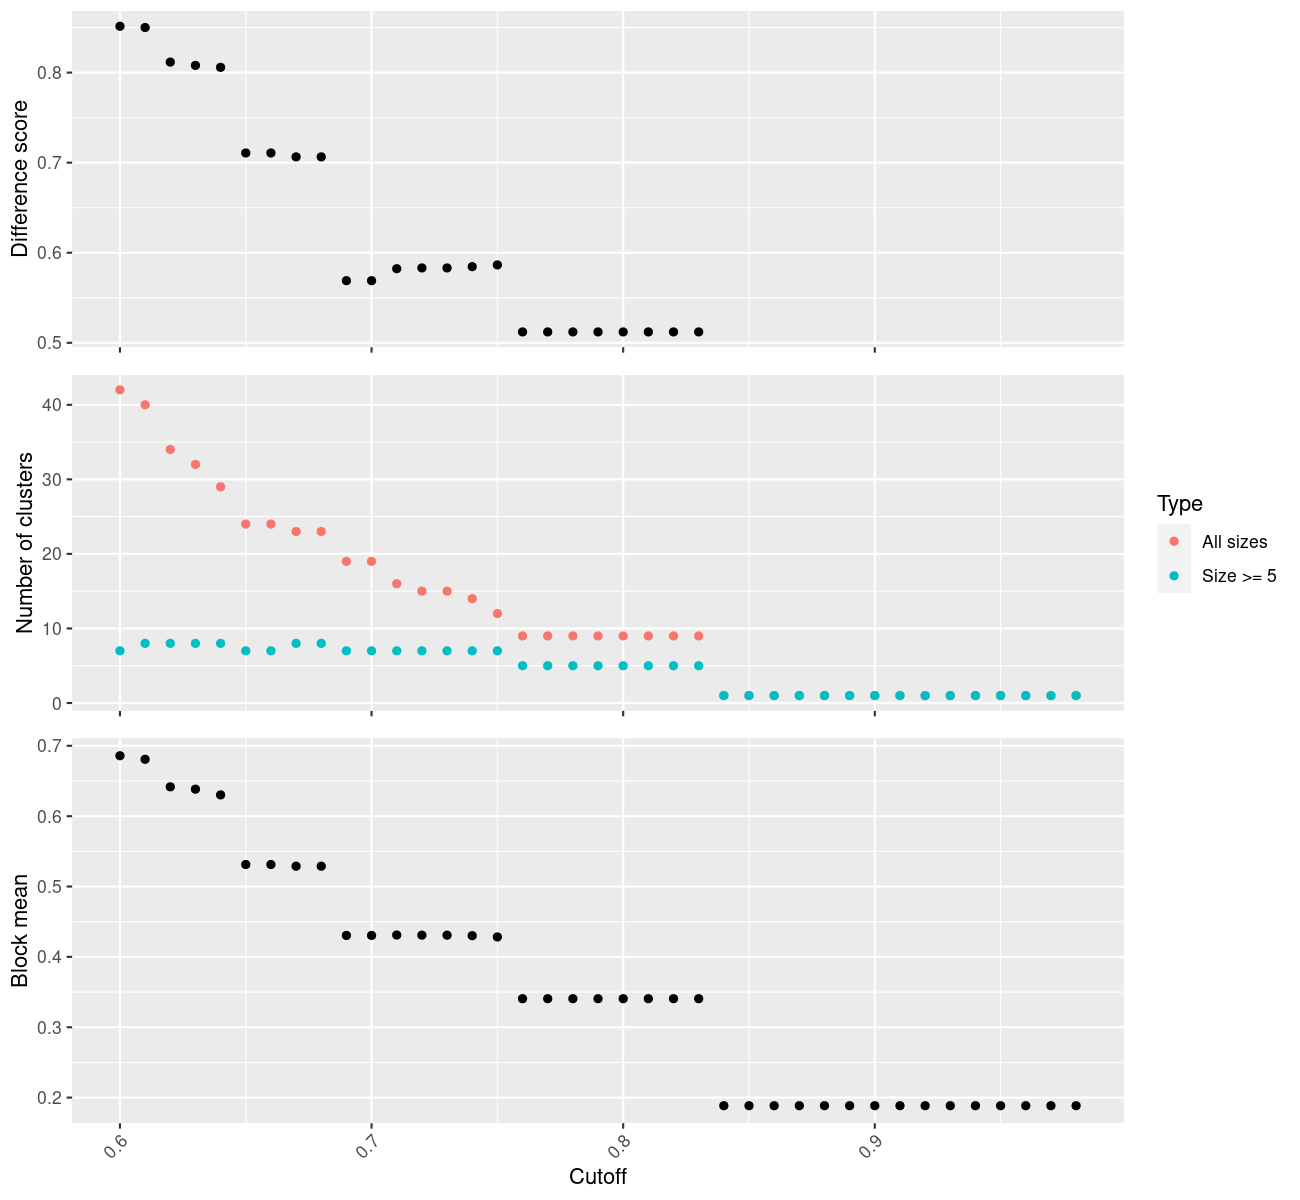 Difference score
0.8
0.7
0.6
0.5
Number of clusters
40
30
20
10
0
Type
All sizes
Size >= 5
Block mean
0.7
0.6
0.5
0.4
0.3
0.2
0.6 0.7 0.8 0.9
Cutoff